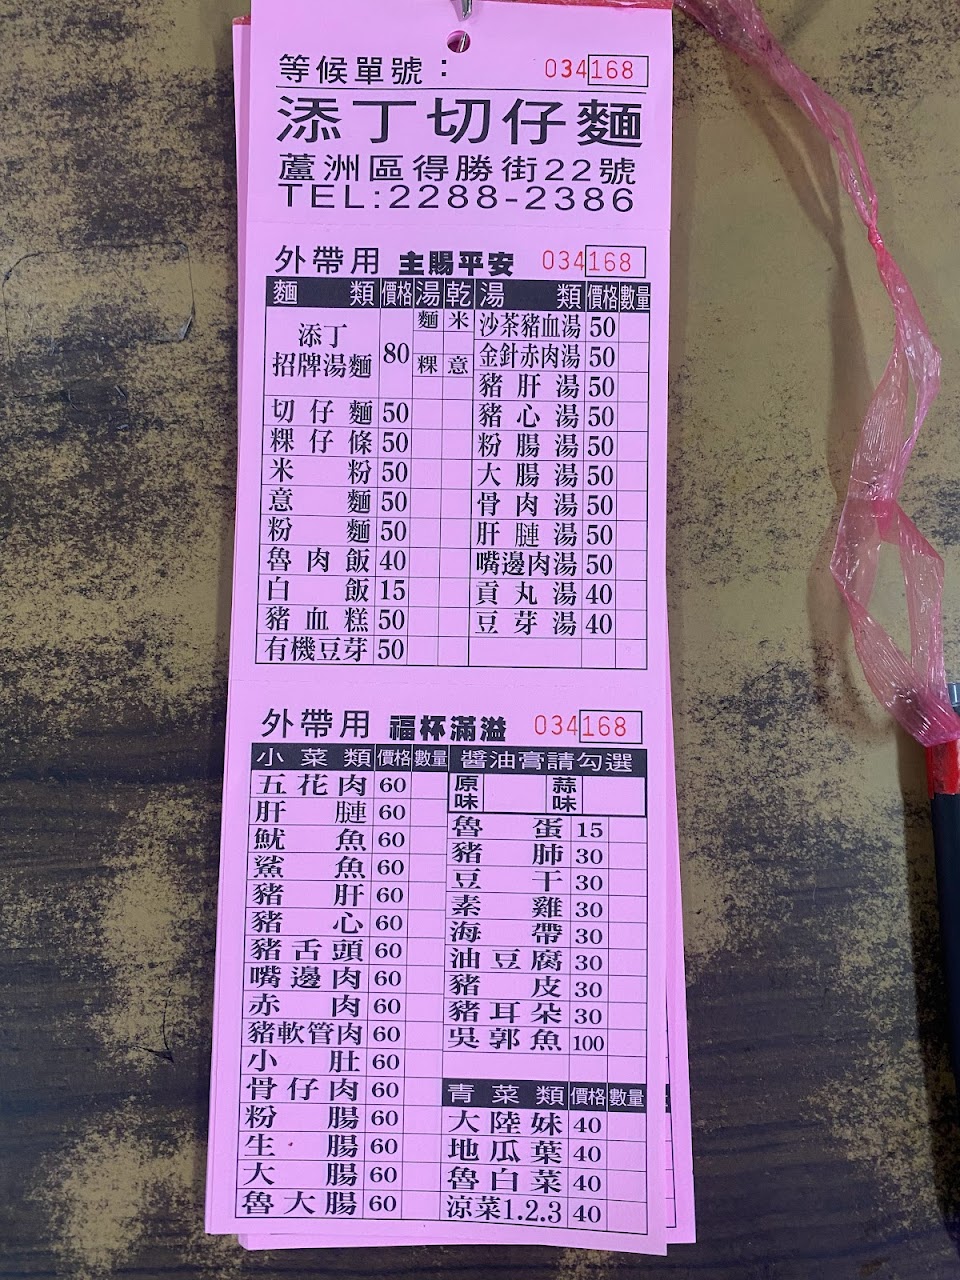 等候單號： 034168
添丁切仔麵
蘆洲區得勝街22號
TEL:2288-2386
外帶用 主賜平安 034168
麵類 價格 湯 乾 湯類 價格 數量
添丁招牌湯麵 80 麵 米 粿 意
切仔麵 50
粿仔條 50
米粉 50
意麵 50
粉麵 50
魯肉飯 40
白飯 15
豬血糕 50
有機豆芽 50
沙茶豬血湯 50
金針赤肉湯 50
豬肝湯 50
豬心湯 50
粉腸湯 50
大腸湯 50
骨肉湯 50
肝膧湯 50
嘴邊肉湯 50
貢丸湯 40
豆芽湯 40
外帶用 福杯滿溢 034168
小菜類 價格 數量
五花肉 60
肝膧 60
魷魚 60
鯊魚 60
豬肝 60
豬心 60
豬舌頭 60
嘴邊肉 60
赤肉 60
豬軟管肉 60
小肚 60
骨仔肉 60
粉腸 60
生腸 60
大腸 60
魯大腸 60
醬油膏請勾選
原味 蒜味
魯蛋 15
豬肺 30
豆干 30
素雞 30
海帶 30
油豆腐 30
豬皮 30
豬耳朵 30
吳郭魚 100
青菜類 價格 數量
大陸妹 40
地瓜葉 40
魯白菜 40
涼菜1.2.3 40